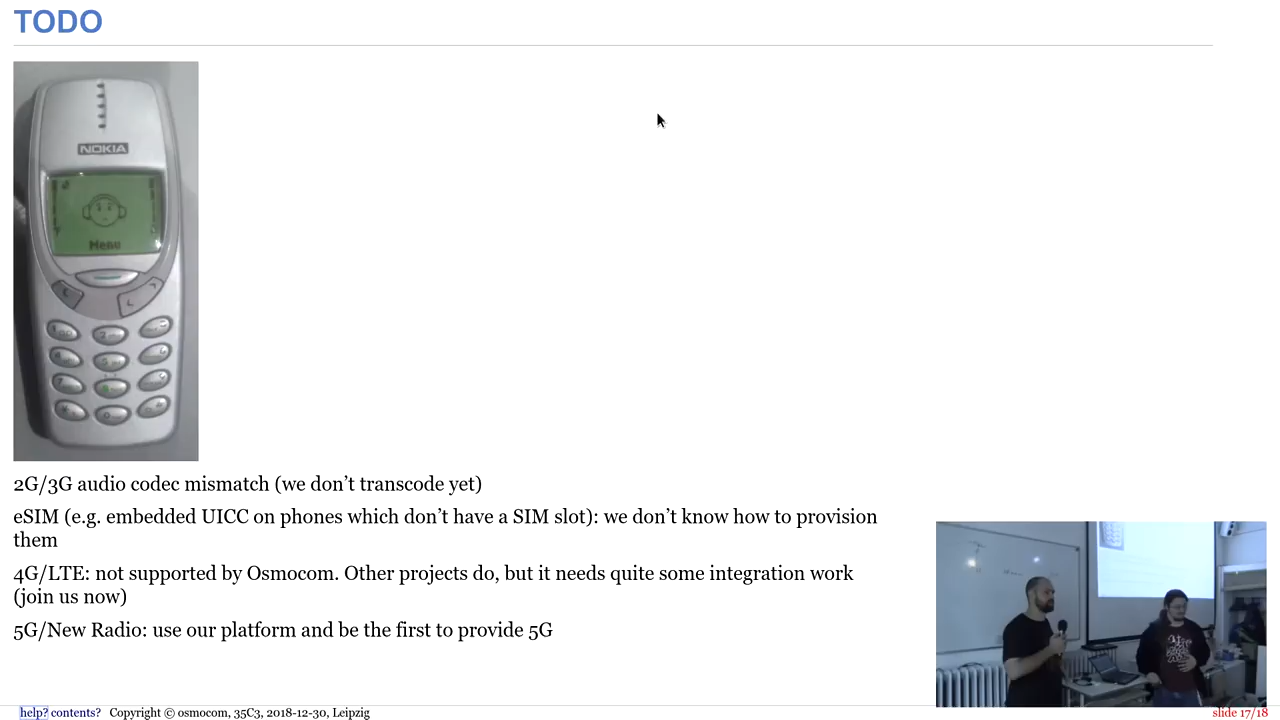 TODO
NOKIA
Menu
2G/3G audio codec mismatch (we don’t transcode yet)
eSIM (e.g. embedded UICC on phones which don’t have a SIM slot): we don’t know how to provision
them
4G/LTE: not supported by Osmocom. Other projects do, but it needs quite some integration work
(join us now)
5G/New Radio: use our platform and be the first to provide 5G
help? contents? Copyright © osmocom, 35C3, 2018-12-30, Leipzig
slide 17/18